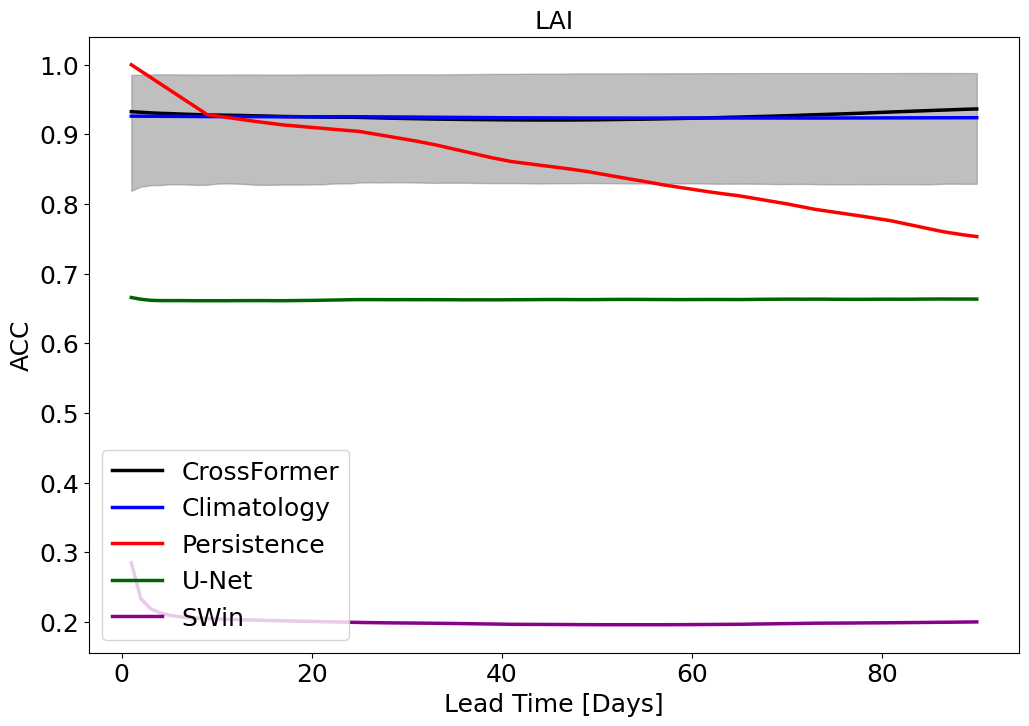 LAI
ACC
1.0
0.9
0.8
0.7
0.6
0.5
0.4
0.3
0.2
CrossFormer
Climatology
Persistence
U-Net
SWin
0 20 40 60 80
Lead Time [Days]